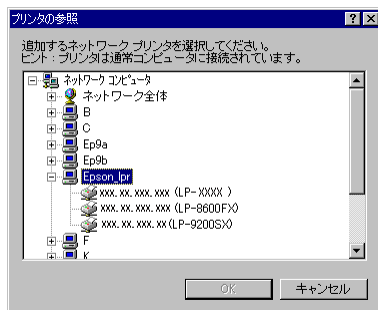 プリンタの参照
追加するネットワーク プリンタを選択してください。
ヒント : プリンタは通常コンピュータに接続されています。
ネットワーク コンピュータ
ネットワーク全体
B
C
Ep9a
Ep9b
Epson_lpr
xxx. xx. xxx. xxx (LP-XXXX )
xxx. xx. xxx. xxx (LP-8600FX)
xxx. xx. xxx. xx (LP-9200SX)
F
K
OK
キャンセル